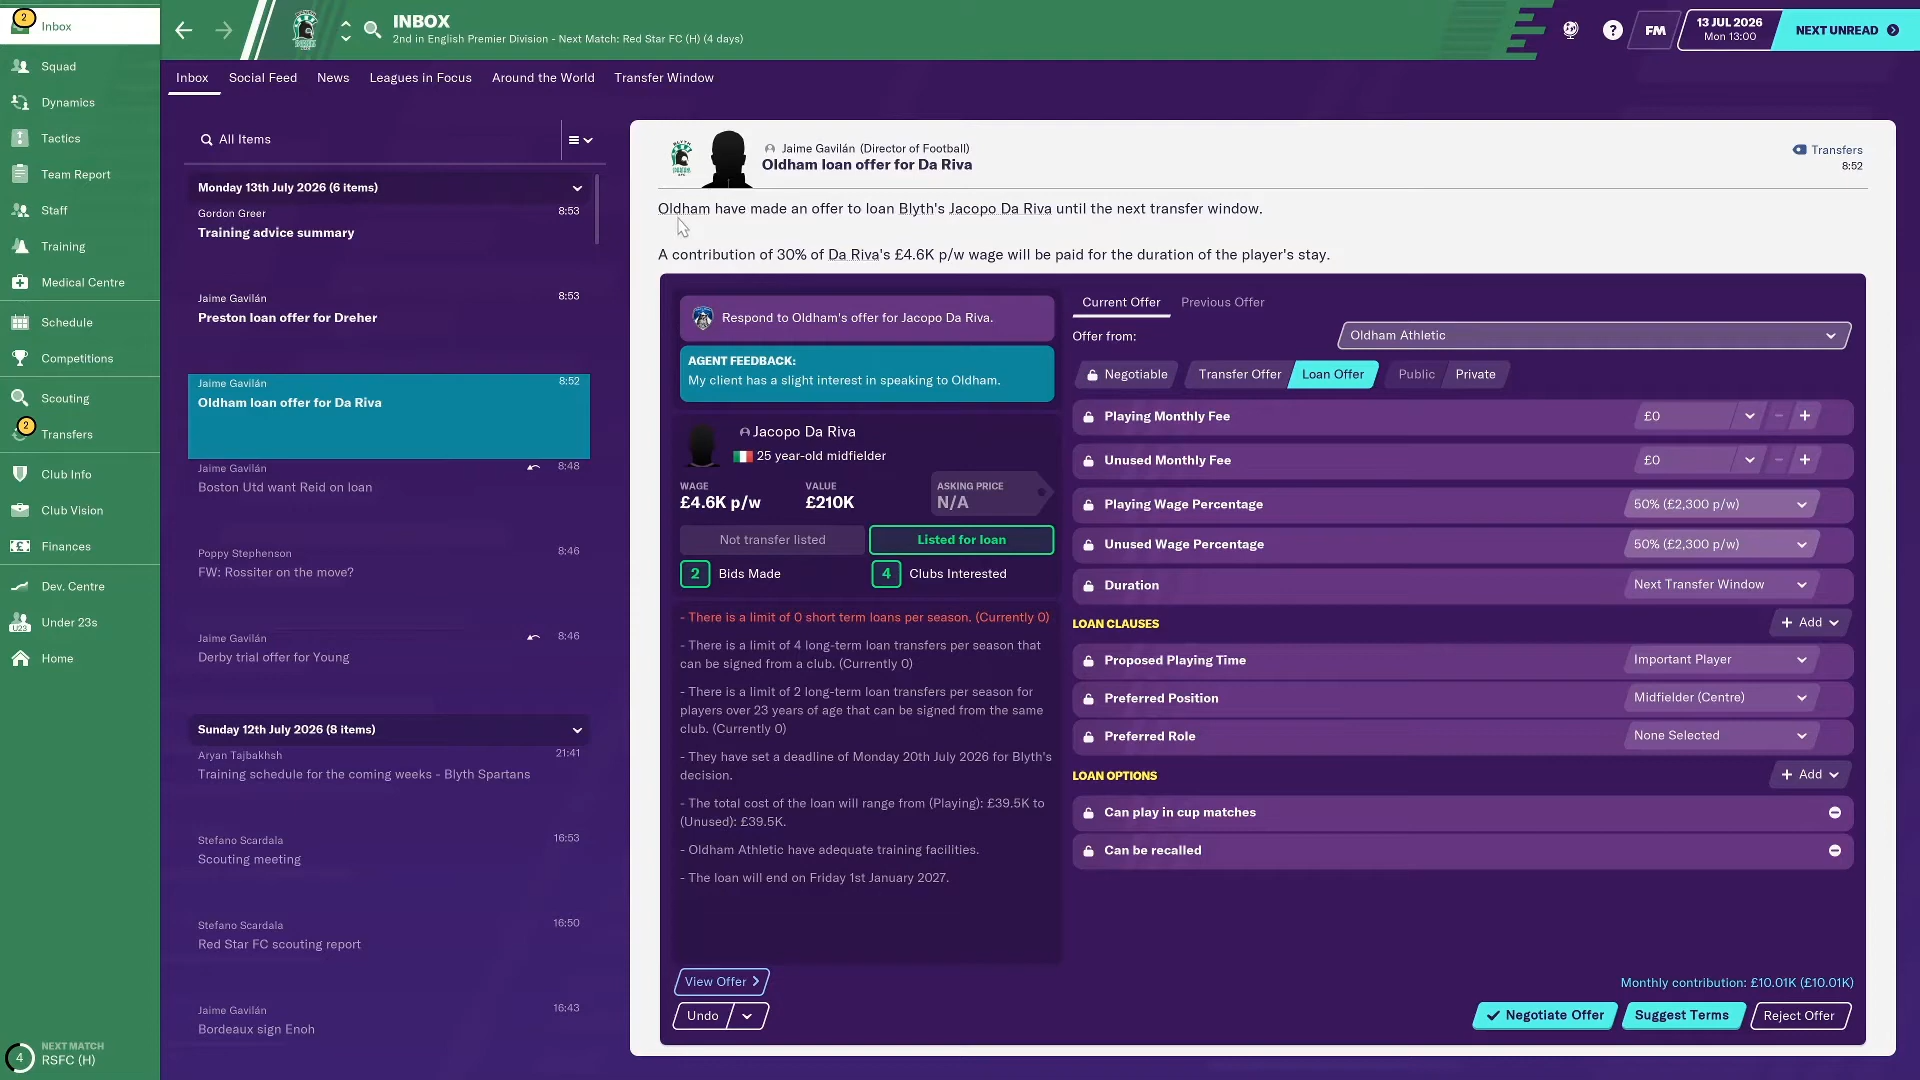 2
Inbox
Squad
Dynamics
Tactics
Team Report
Staff
Training
Medical Centre
Schedule
Competitions
Scouting
2
Transfers
Club Info
Club Vision
Finances
Dev. Centre
U23
Under 23s
Home
4
NEXT MATCH
RSFC (H)
INBOX
2nd in English Premier Division - Next Match: Red Star FC (H) (4 days)
?
FM
13 JUL 2026
Mon 13:00
NEXT UNREAD
Inbox
Social Feed
News
Leagues in Focus
Around the World
Transfer Window
All Items
Monday 13th July 2026 (6 items)
Gordon Greer
8:53
Training advice summary
Jaime Gavilán
8:53
Preston loan offer for Dreher
Jaime Gavilán
8:52
Oldham loan offer for Da Riva
Jaime Gavilán
8:48
Boston Utd want Reid on loan
Poppy Stephenson
8:46
FW: Rossiter on the move?
Jaime Gavilán
8:46
Derby trial offer for Young
Sunday 12th July 2026 (8 items)
Aryan Tajbakhsh
21:41
Training schedule for the coming weeks - Blyth Spartans
Stefano Scardala
16:53
Scouting meeting
Stefano Scardala
16:50
Red Star FC scouting report
Jaime Gavilán
16:43
Bordeaux sign Enoh
Jaime Gavilán (Director of Football)
Oldham loan offer for Da Riva
Transfers
8:52
Oldham have made an offer to loan Blyth's Jacopo Da Riva until the next transfer window.
A contribution of 30% of Da Riva's £4.6K p/w wage will be paid for the duration of the player's stay.
Respond to Oldham's offer for Jacopo Da Riva.
AGENT FEEDBACK:
My client has a slight interest in speaking to Oldham.
Jacopo Da Riva
25 year-old midfielder
WAGE
£4.6K p/w
VALUE
£210K
ASKING PRICE
N/A
Not transfer listed
Listed for loan
2 Bids Made
4 Clubs Interested
- There is a limit of 0 short term loans per season. (Currently 0)
- There is a limit of 4 long-term loan transfers per season that
can be signed from a club. (Currently 0)
- There is a limit of 2 long-term loan transfers per season for
players over 23 years of age that can be signed from the same
club. (Currently 0)
- They have set a deadline of Monday 20th July 2026 for Blyth's
decision.
- The total cost of the loan will range from (Playing): £39.5K to
(Unused): £39.5K.
- Oldham Athletic have adequate training facilities.
- The loan will end on Friday 1st January 2027.
View Offer
Undo
Current Offer
Previous Offer
Offer from:
Oldham Athletic
Negotiable
Transfer Offer
Loan Offer
Public
Private
Playing Monthly Fee
£0
Unused Monthly Fee
£0
Playing Wage Percentage
50% (£2,300 p/w)
Unused Wage Percentage
50% (£2,300 p/w)
Duration
Next Transfer Window
LOAN CLAUSES
+ Add
Proposed Playing Time
Important Player
Preferred Position
Midfielder (Centre)
Preferred Role
None Selected
LOAN OPTIONS
+ Add
Can play in cup matches
Can be recalled
Monthly contribution: £10.01K (£10.01K)
Negotiate Offer
Suggest Terms
Reject Offer